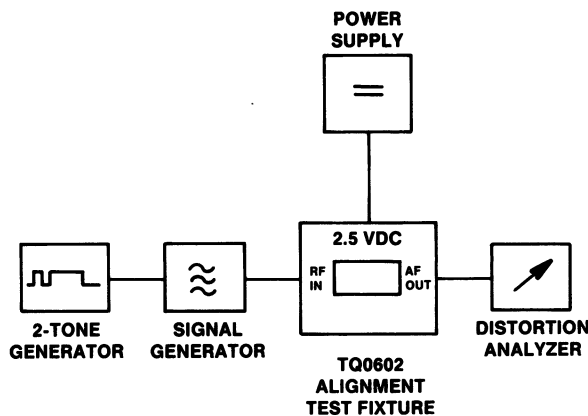 POWER
SUPPLY
2.5 VDC
RF
IN
AF
OUT
2-TONE
GENERATOR
SIGNAL
GENERATOR
TQ0602
ALIGNMENT
TEST FIXTURE
DISTORTION
ANALYZER